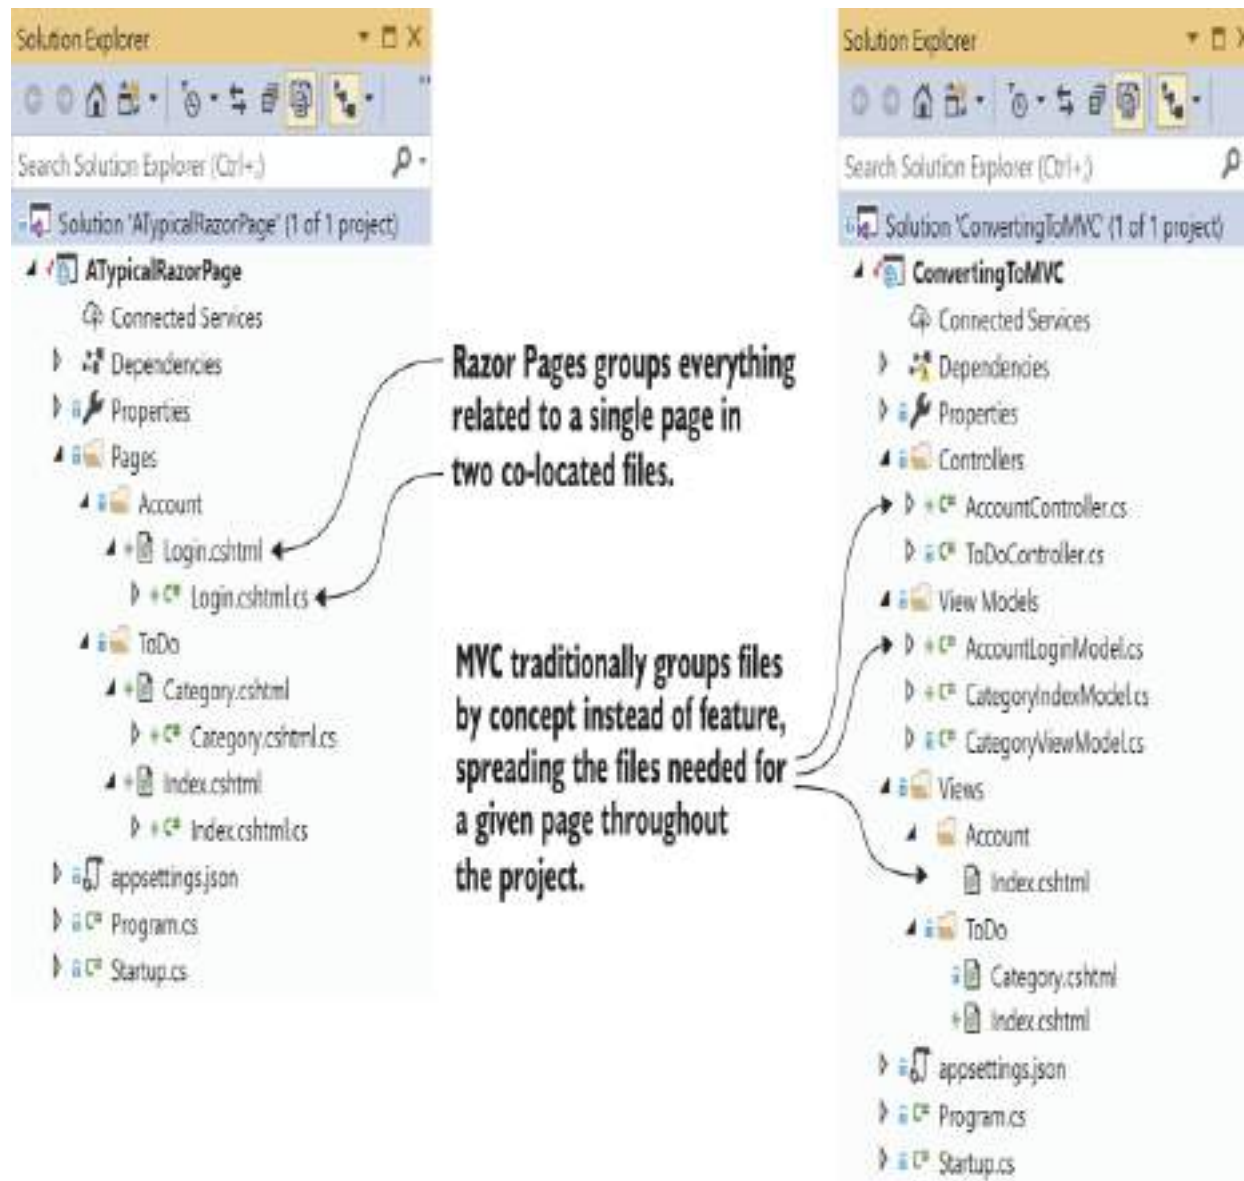 Solution Explorer
Search Solution Explorer (Ctrl+;)
Solution 'ATypicalRazorPage' (1 of 1 project)
ATypicalRazorPage
Connected Services
Dependencies
Properties
Pages
Account
Login.cshtml
Login.cshtml.cs
ToDo
Category.cshtml
Category.cshtml.cs
Index.cshtml
Index.cshtml.cs
appsettings.json
Program.cs
Startup.cs
Razor Pages groups everything
related to a single page in
two co-located files.
MVC traditionally groups files
by concept instead of feature,
spreading the files needed for
a given page throughout
the project.
Solution Explorer
Search Solution Explorer (Ctrl+;)
Solution 'ConvertingToMVC' (1 of 1 project)
ConvertingToMVC
Connected Services
Dependencies
Properties
Controllers
AccountController.cs
ToDoController.cs
View Models
AccountLoginModel.cs
CategoryIndexModel.cs
CategoryViewModel.cs
Views
Account
Index.cshtml
ToDo
Category.cshtml
Index.cshtml
appsettings.json
Program.cs
Startup.cs